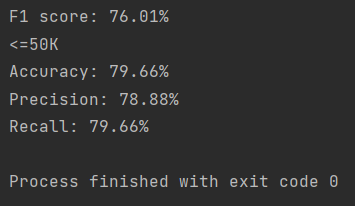 F1 score: 76.01%
<=50K
Accuracy: 79.66%
Precision: 78.88%
Recall: 79.66%
Process finished with exit code 0